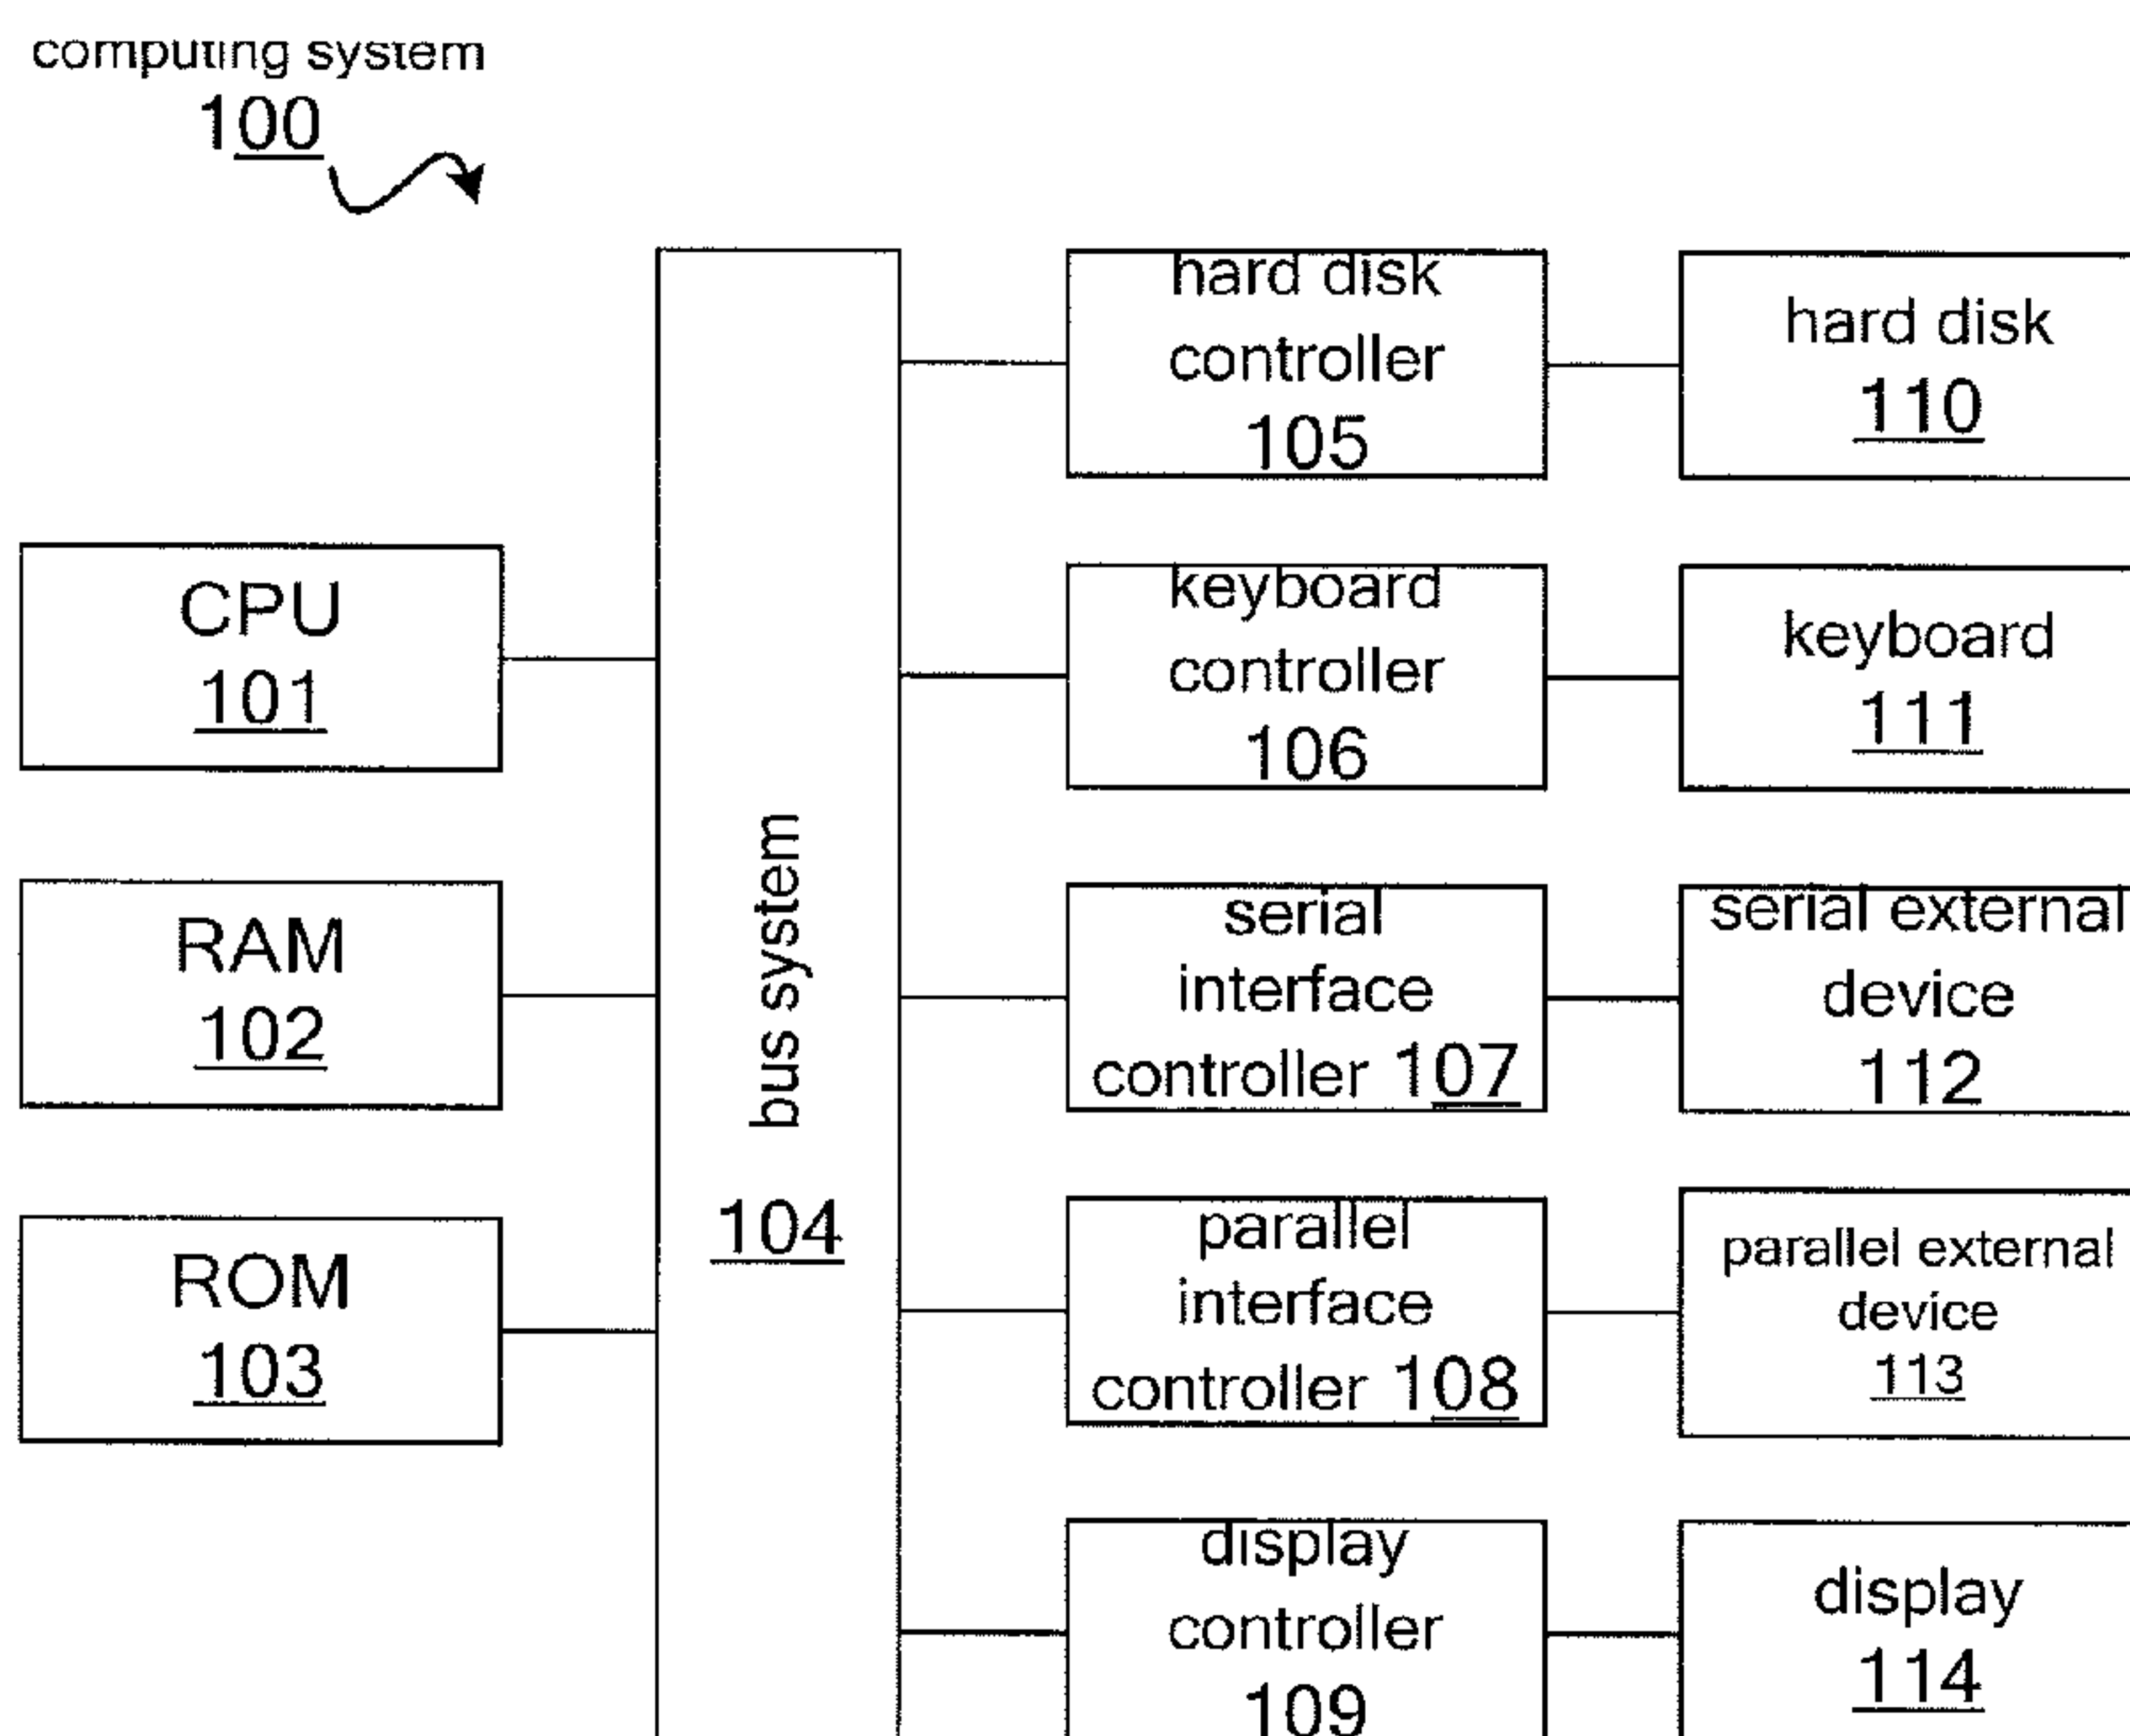 computing system
100
CPU
101
RAM
102
ROM
103
bus system
104
hard disk
controller
105
keyboard
controller
106
serial
interface
controller 107
parallel
interface
controller 108
display
controller
109
hard disk
110
keyboard
111
serial external
device
112
parallel external
device
113
display
114